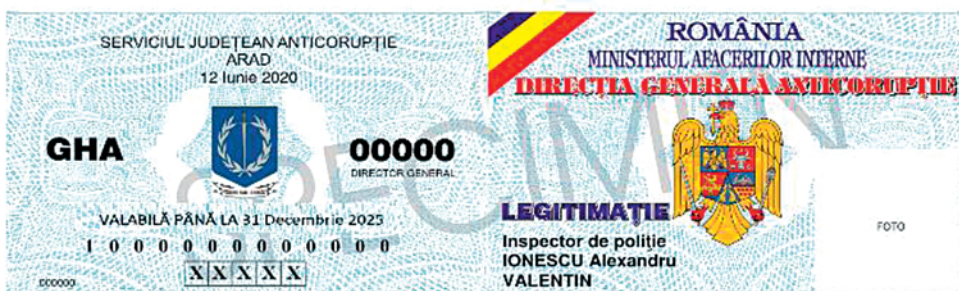 SERVICIUL JUDEȚEAN ANTICORUPȚIE
ARAD
12 Iunie 2020
GHA
00000
DIRECTOR GENERAL
VALABILĂ PÂNĂ LA 31 Decembrie 2025
1 0 0 0 0 0 0 0 0 0 0 0 0
X X X X X
000000
ROMÂNIA
MINISTERUL AFACERILOR INTERNE
DIRECȚIA GENERALĂ ANTICORUPȚIE
LEGITIMAȚIE
Inspector de poliție
IONESCU Alexandru
VALENTIN
FOTO
SPECIMEN